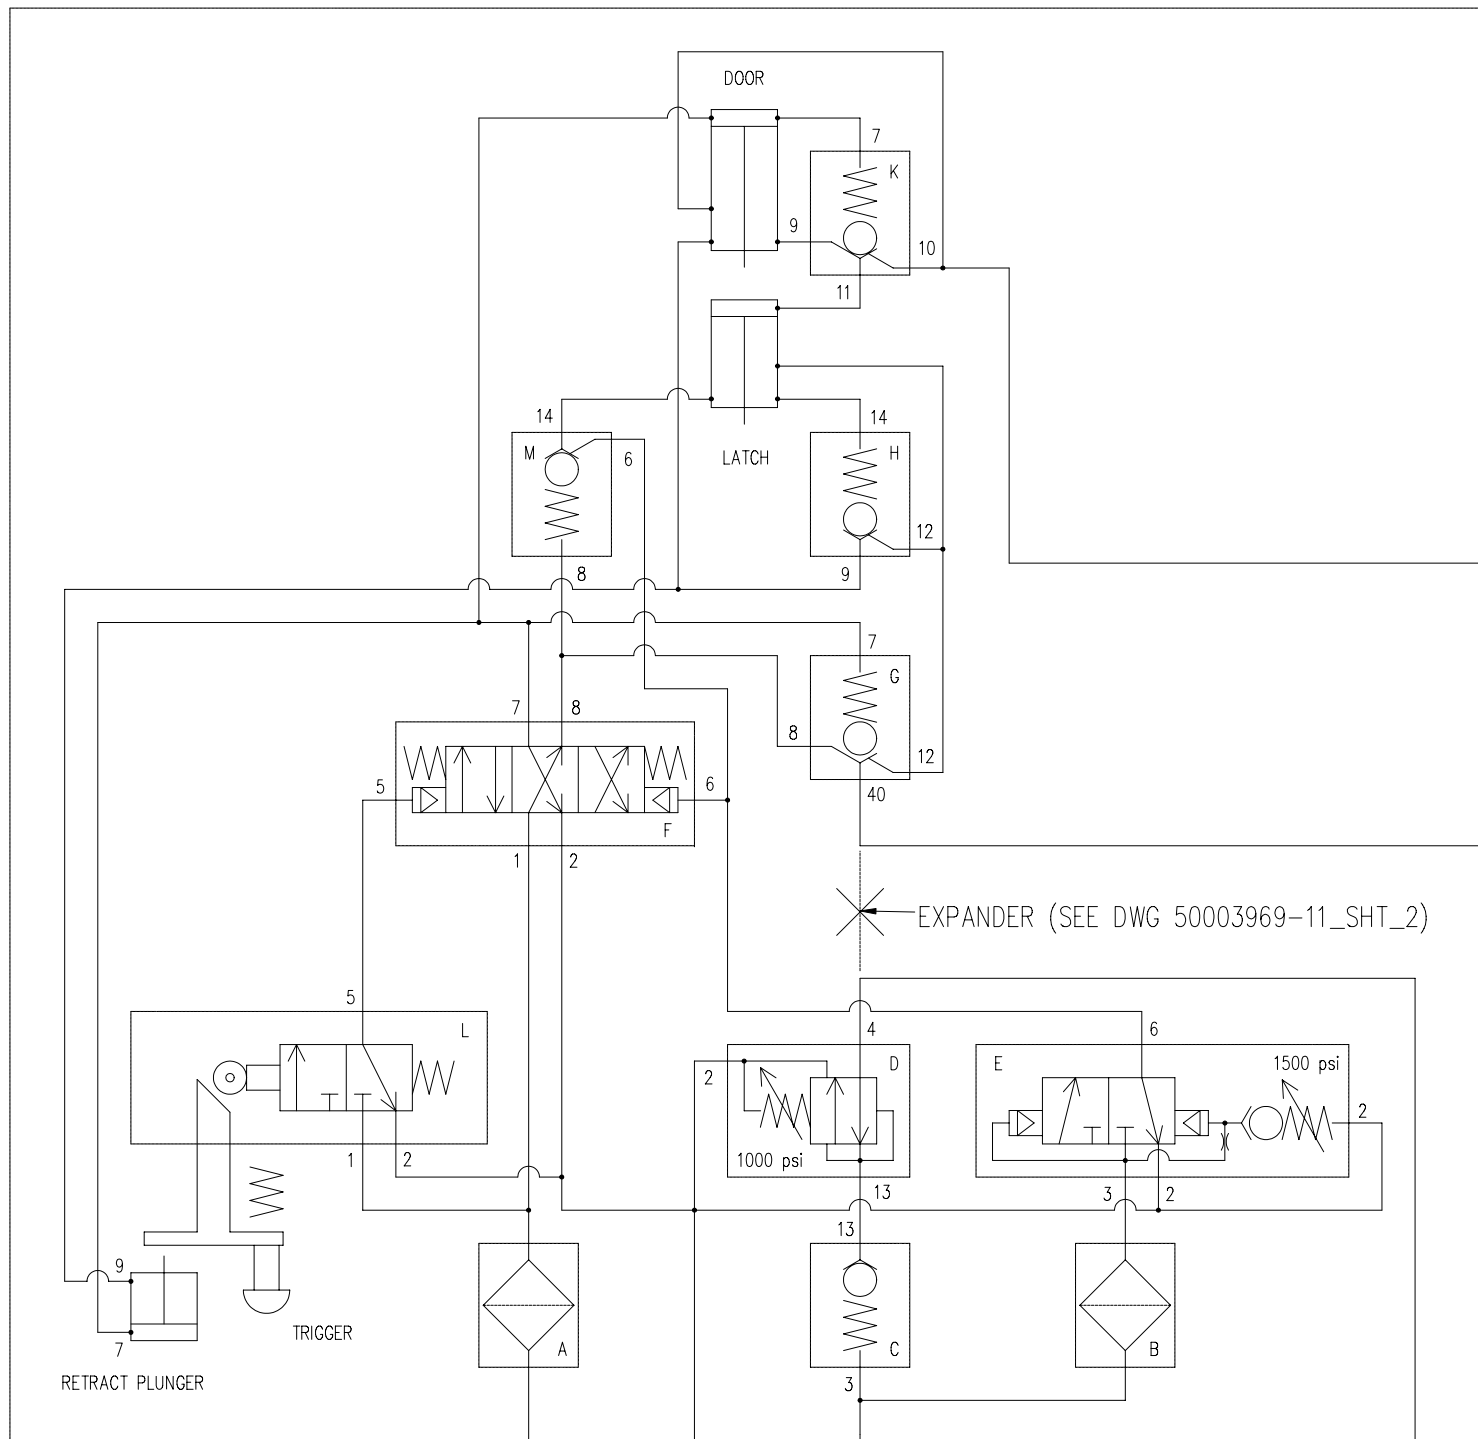 DOOR
7
K
9
10
11
14
14
M
6
H
LATCH
12
8
9
7
G
7
8
8
12
5
6
40
F
1
2
EXPANDER (SEE DWG 50003969-11_SHT_2)
5
L
4
6
2
D
E
1500 psi
2
1000 psi
1
2
13
3
2
13
9
TRIGGER
7
A
C
B
RETRACT PLUNGER
3